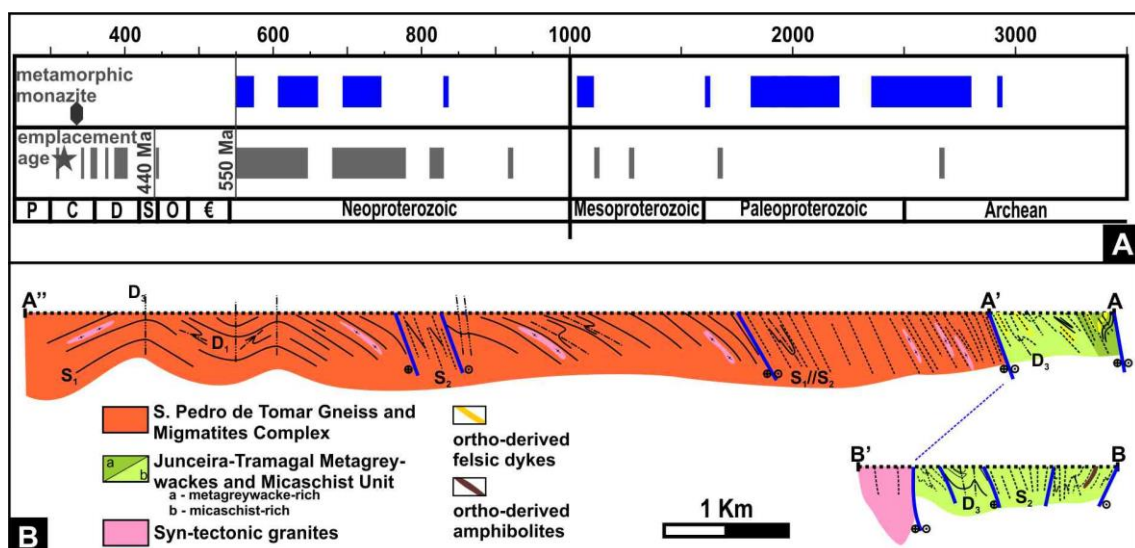 400 600 800 1000 2000 3000
metamorphic
monazite
emplacement
age
440 Ma
550 Ma
P C D S O € Neoproterozoic Mesoproterozoic Paleoproterozoic Archean
A
A'' D3 A' A
D1
S1 S2 S1//S2 D3
S. Pedro de Tomar Gneiss and
Migmatites Complex
a b Junceira-Tramagal Metagrey-
wackes and Micaschist Unit
a - metagreywacke-rich
b - micaschist-rich
Syn-tectonic granites
ortho-derived
felsic dykes
ortho-derived
amphibolites
1 Km
B' B
D3 S2
B